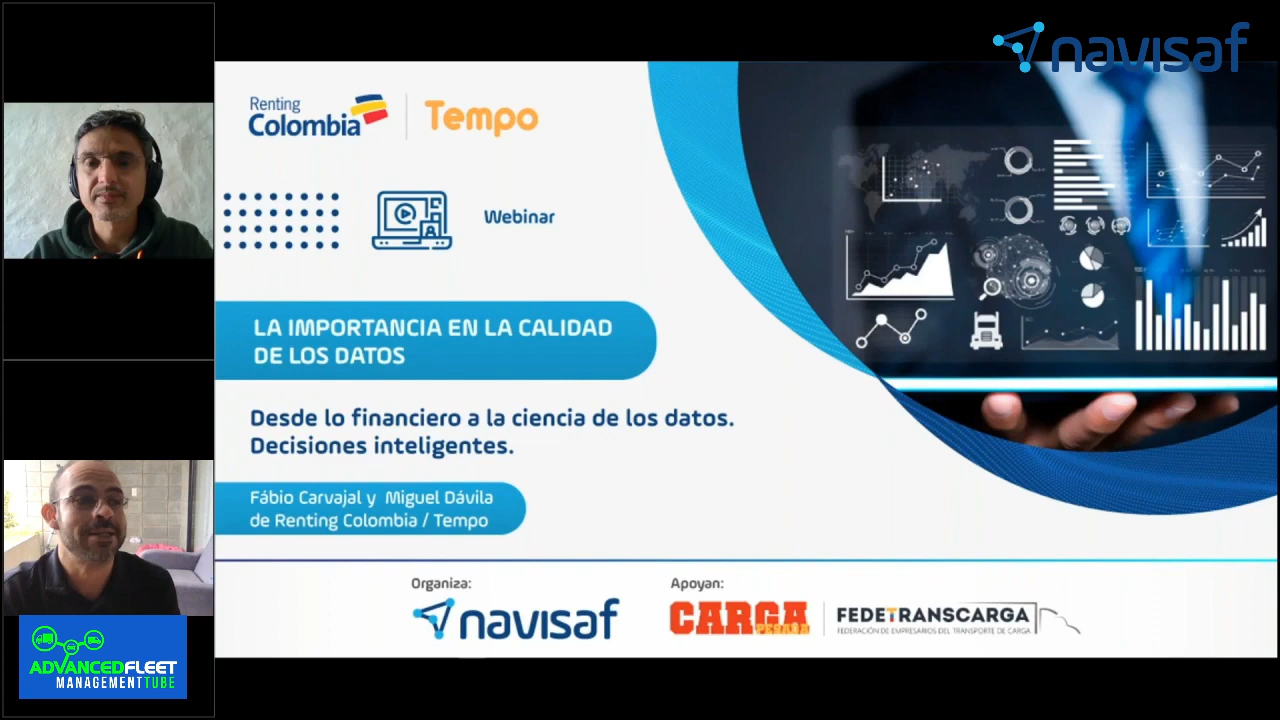 navisaf
Renting
Colombia
Tempo
Webinar
LA IMPORTANCIA EN LA CALIDAD
DE LOS DATOS
Desde lo financiero a la ciencia de los datos.
Decisiones inteligentes.
Fábio Carvajal y Miguel Dávila
de Renting Colombia / Tempo
Organiza:
navisaf
Apoyan:
CARGA
PESADA
FEDETRANSCARGA
FEDERACIÓN DE EMPRESARIOS DEL TRANSPORTE DE CARGA
ADVANCEDFLEET
MANAGEMENTTUBE